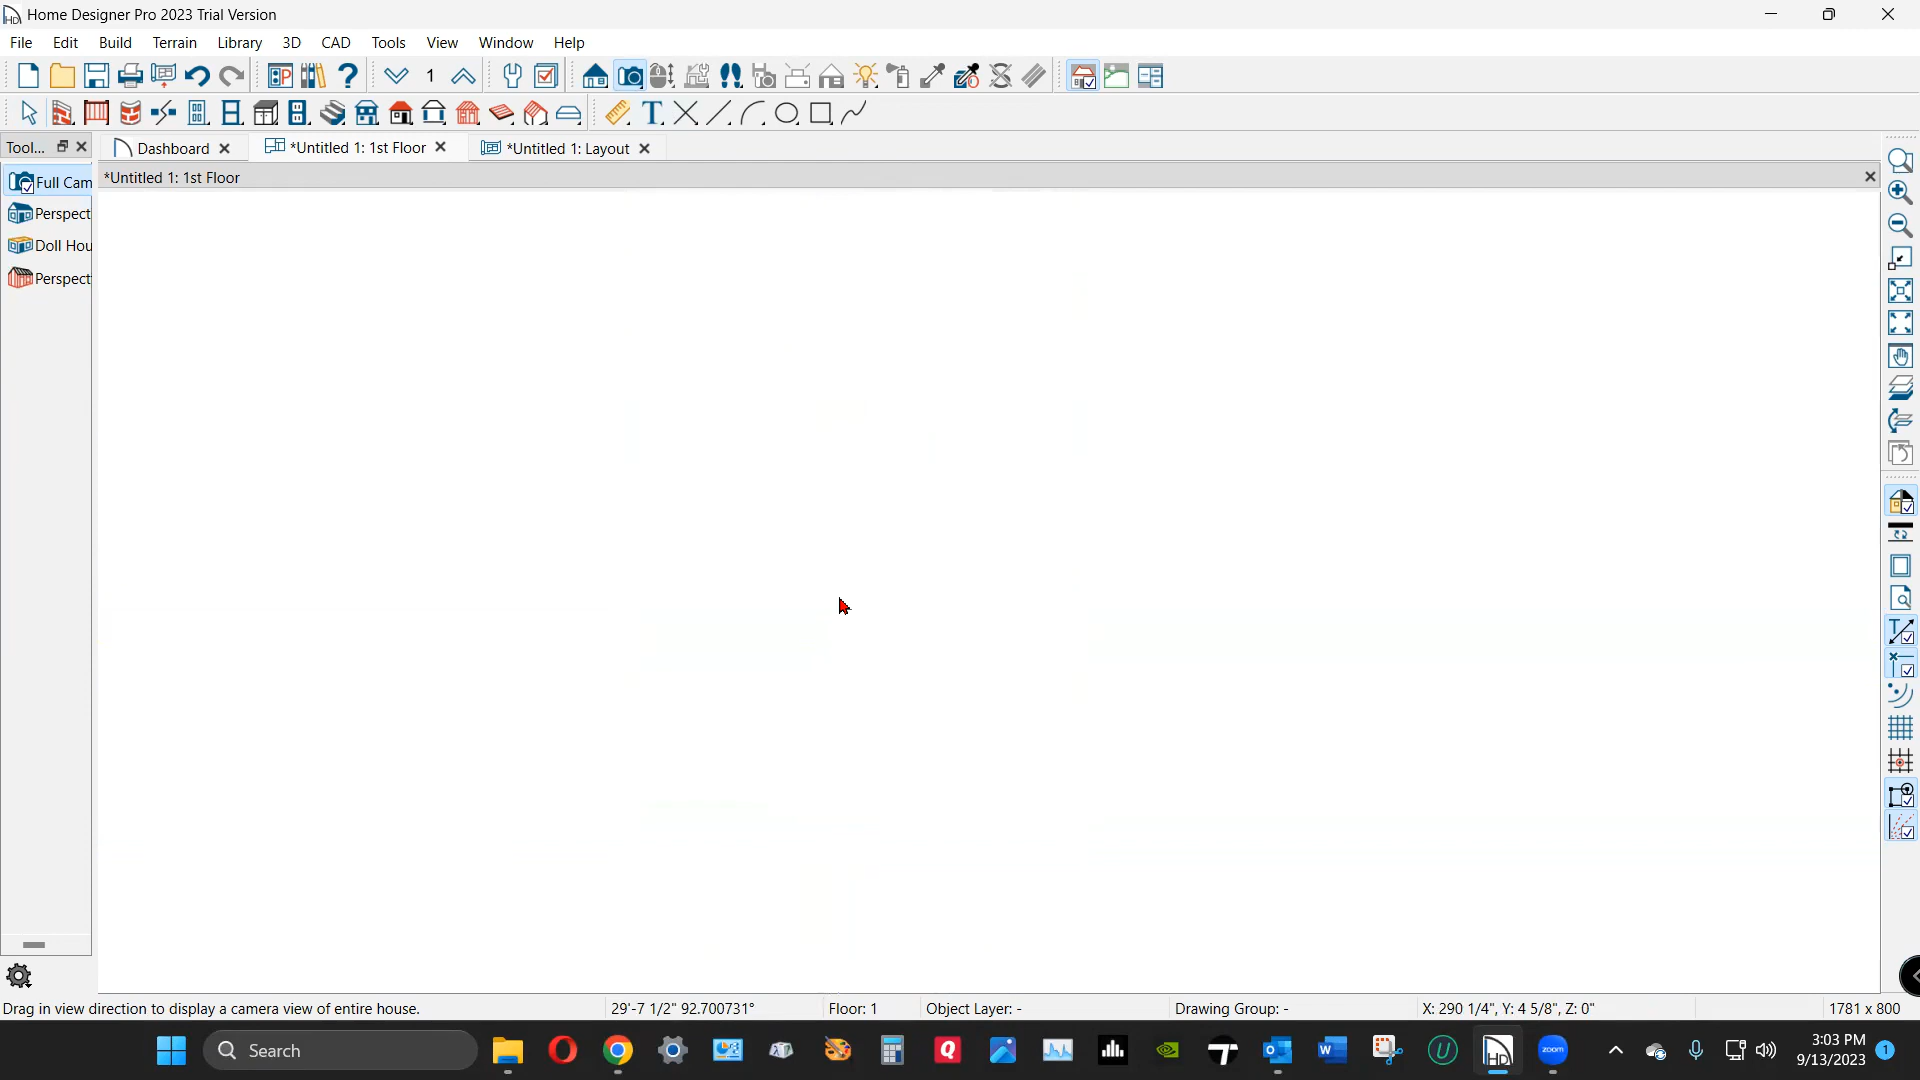 Home Designer Pro 2023 Trial Version
File Edit Build Terrain Library 3D CAD Tools View Window Help
1
Tool...
Dashboard
*Untitled 1: 1st Floor
*Untitled 1: Layout
*Untitled 1: 1st Floor
Full Cam
Perspect
Doll Hou
Perspect
Drag in view direction to display a camera view of entire house.
29'-7 1/2" 92.700731°
Floor: 1
Object Layer: -
Drawing Group: -
X: 290 1/4", Y: 4 5/8", Z: 0"
1781 x 800
Search
zoom
3:03 PM
9/13/2023
1